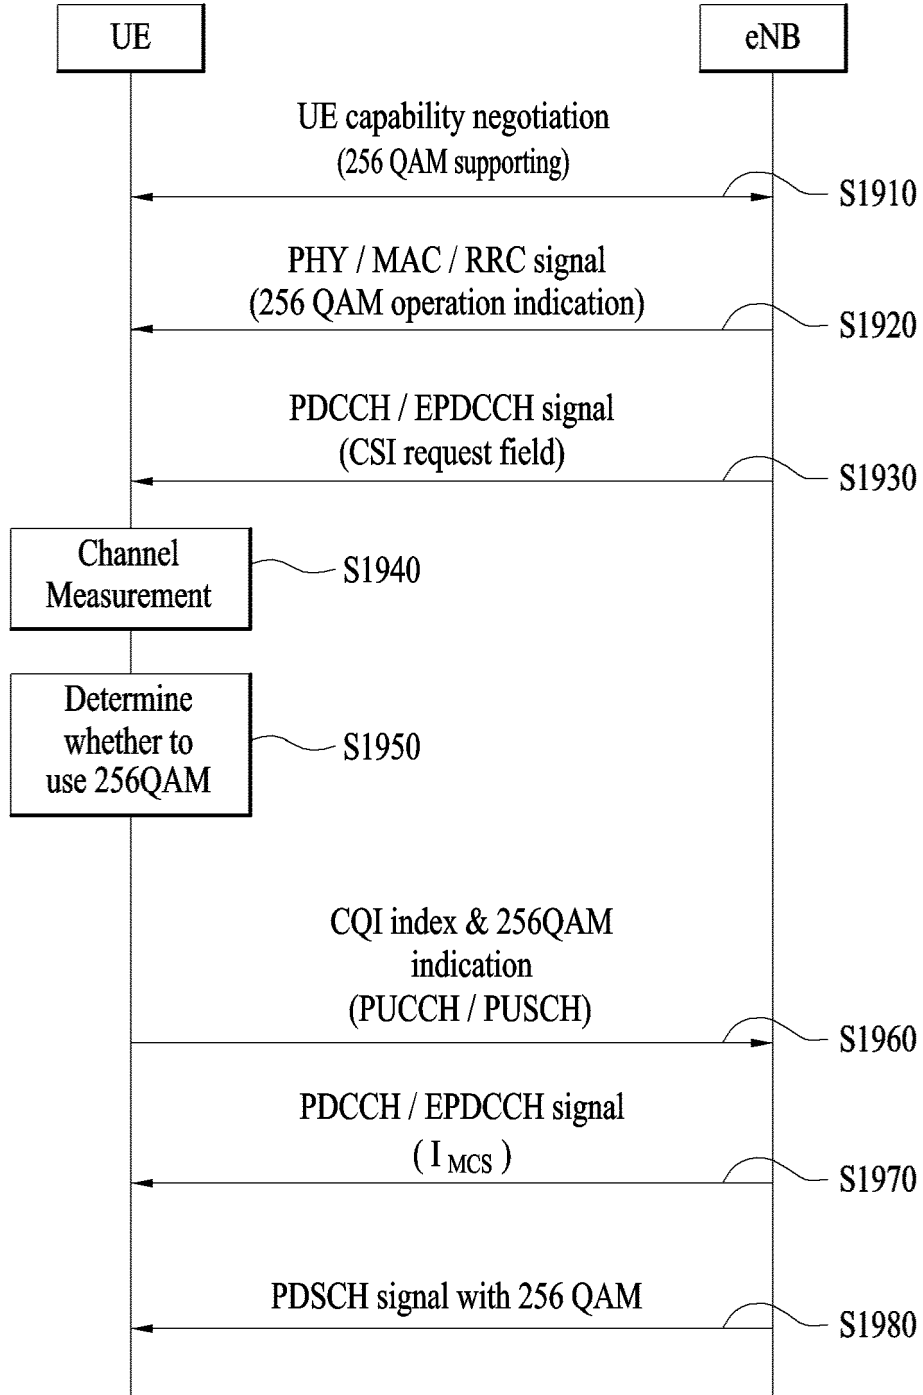 UE
eNB
UE capability negotiation
(256 QAM supporting)
S1910
PHY / MAC / RRC signal
(256 QAM operation indication)
S1920
PDCCH / EPDCCH signal
(CSI request field)
S1930
Channel
Measurement
S1940
Determine
whether to
use 256QAM
S1950
CQI index & 256QAM
indication
(PUCCH / PUSCH)
S1960
PDCCH / EPDCCH signal
( I MCS )
S1970
PDSCH signal with 256 QAM
S1980